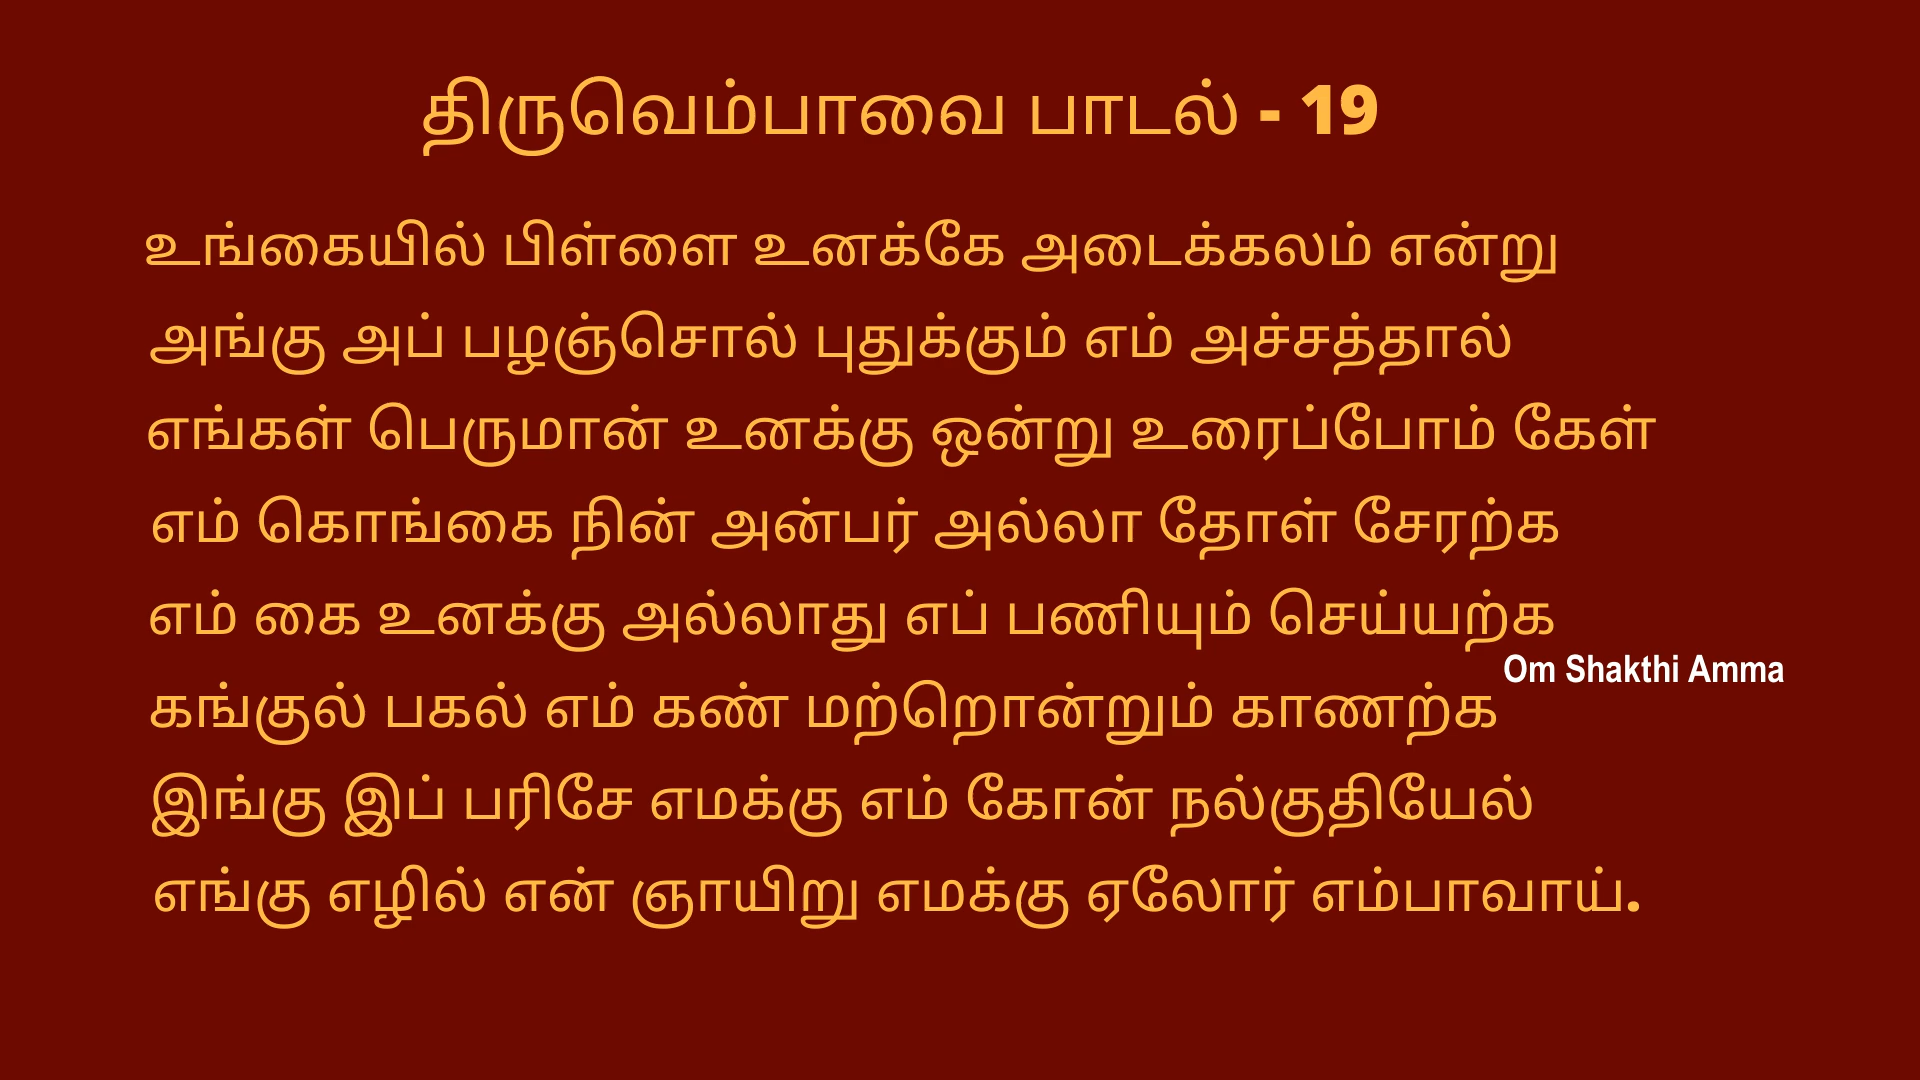 திருவெம்பாவை பாடல் - 19
உங்கையில் பிள்ளை உனக்கே அடைக்கலம் என்று
அங்கு அப் பழஞ்சொல் புதுக்கும் எம் அச்சத்தால்
எங்கள் பெருமான் உனக்கு ஒன்று உரைப்போம் கேள்
எம் கொங்கை நின் அன்பர் அல்லா தோள் சேரற்க
எம் கை உனக்கு அல்லாது எப் பணியும் செய்யற்க
Om Shakthi Amma
கங்குல் பகல் எம் கண் மற்றொன்றும் காணற்க
இங்கு இப் பரிசே எமக்கு எம் கோன் நல்குதியேல்
எங்கு எழில் என் ஞாயிறு எமக்கு ஏலோர் எம்பாவாய்.